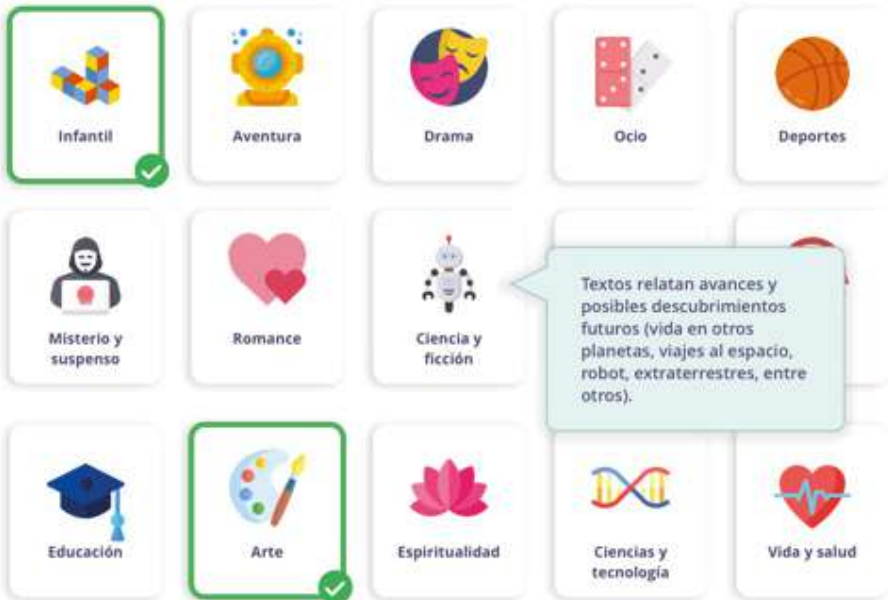 Infantil
Aventura
Drama
Ocio
Deportes
Misterio y
suspenso
Romance
Ciencia y
ficción
Textos relatan avances y
posibles descubrimientos
futuros (vida en otros
planetas, viajes al espacio,
robot, extraterrestres, entre
otros).
Educación
Arte
Espiritualidad
Ciencias y
tecnología
Vida y salud